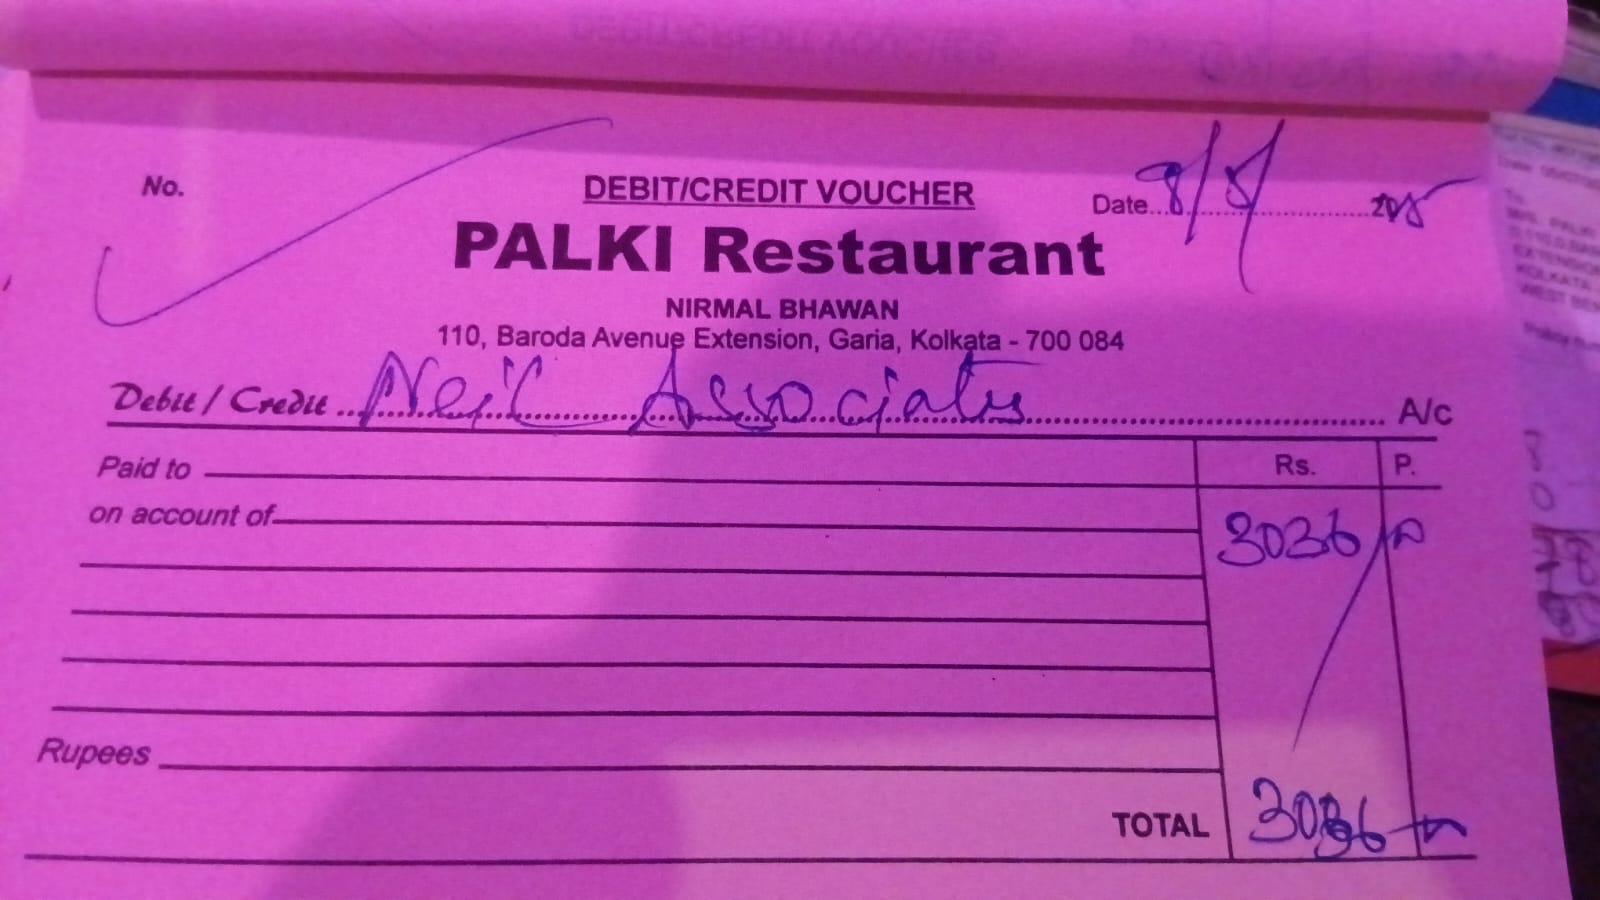 No.
DEBIT/CREDIT VOUCHER
Date 8/5/ 2025
PALKI Restaurant
NIRMAL BHAWAN
110, Baroda Avenue Extension, Garia, Kolkata - 700 084
Debit / Credit Neil Associates A/c
Paid to Rs. P.
on account of
3036/
Rupees
TOTAL 3036